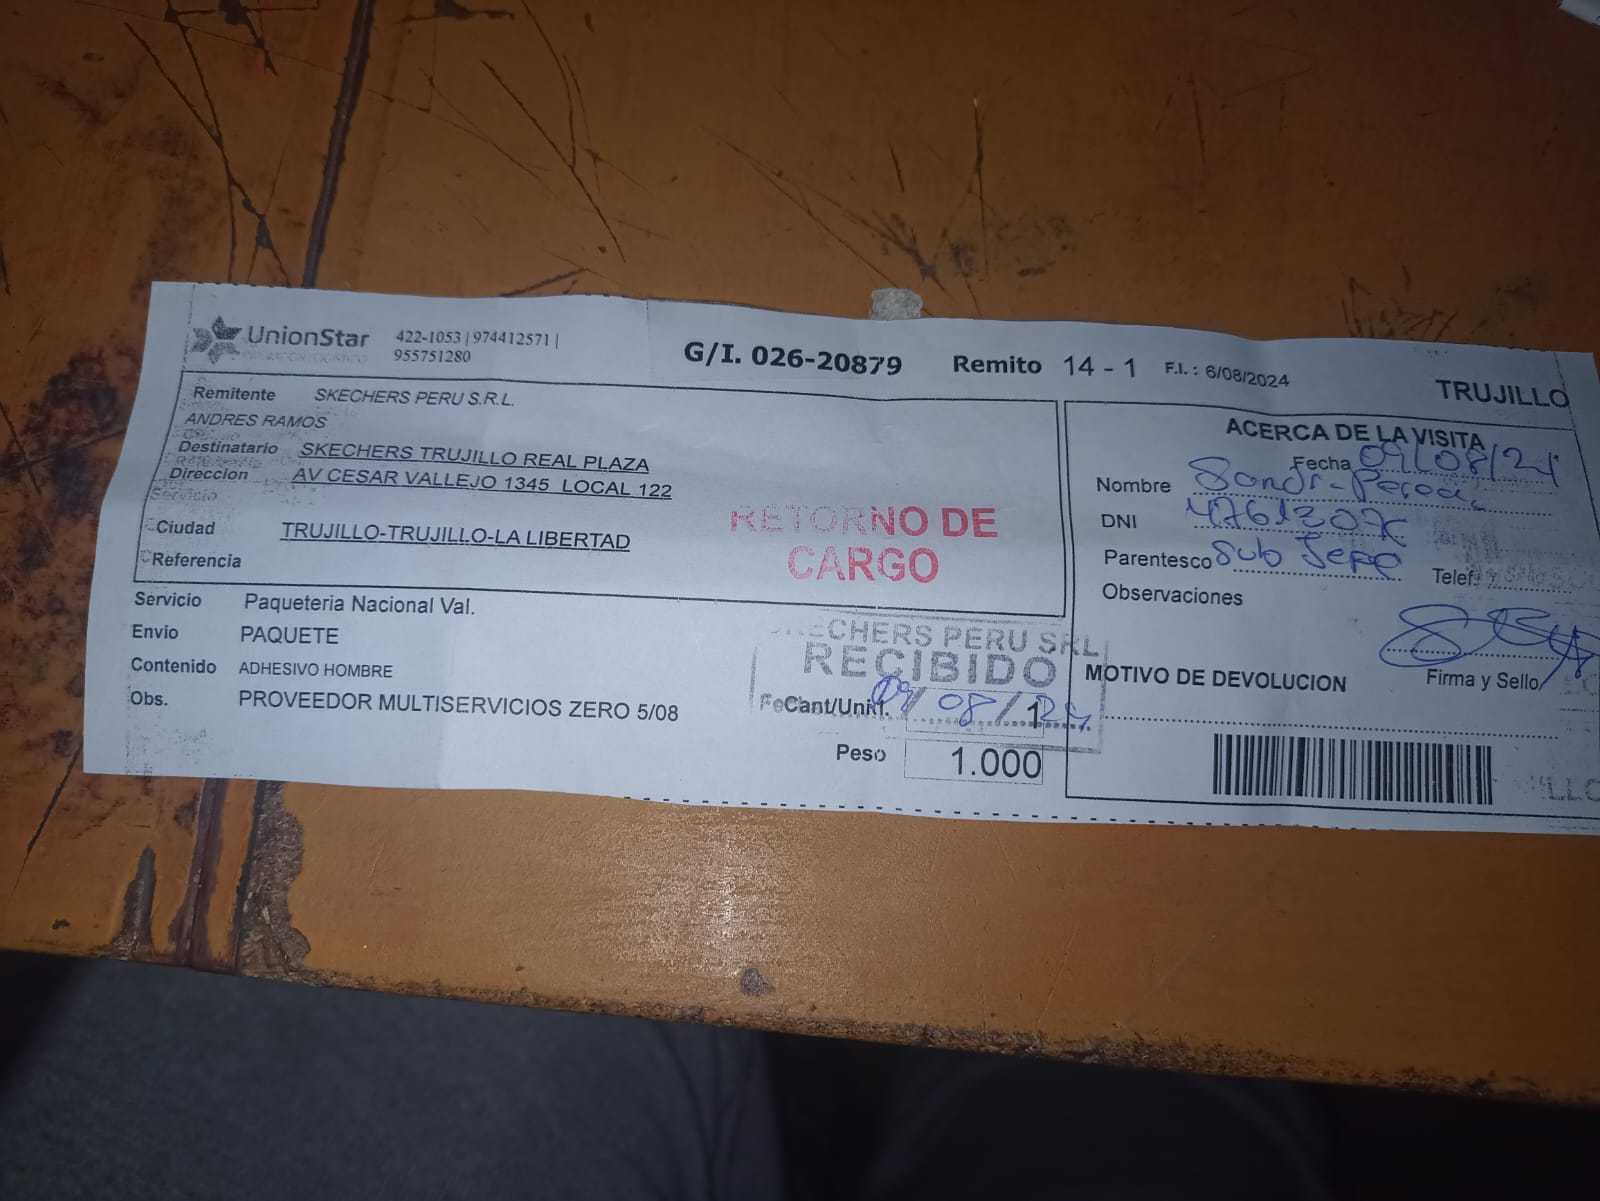 UnionStar 422-1053 | 974412571 |
955751280
G/I. 026-20879 Remito 14 - 1 F.I. : 6/08/2024
TRUJILLO
Remitente SKECHERS PERU S.R.L.
ANDRES RAMOS
Destinatario SKECHERS TRUJILLO REAL PLAZA
Direccion AV CESAR VALLEJO 1345 LOCAL 122
Servicio
Ciudad TRUJILLO-TRUJILLO-LA LIBERTAD
Referencia
RETORNO DE
CARGO
Servicio Paqueteria Nacional Val.
Envio PAQUETE
Contenido ADHESIVO HOMBRE
Obs. PROVEEDOR MULTISERVICIOS ZERO 5/08
SKECHERS PERU SRL
RECIBIDO
09/08/24
Cant/Unid. 1
Peso 1.000
ACERCA DE LA VISITA
Fecha 09/08/24
Nombre
DNI
Parentesco Sub Jefe
Telef.
Observaciones
Firma y Sello
MOTIVO DE DEVOLUCION